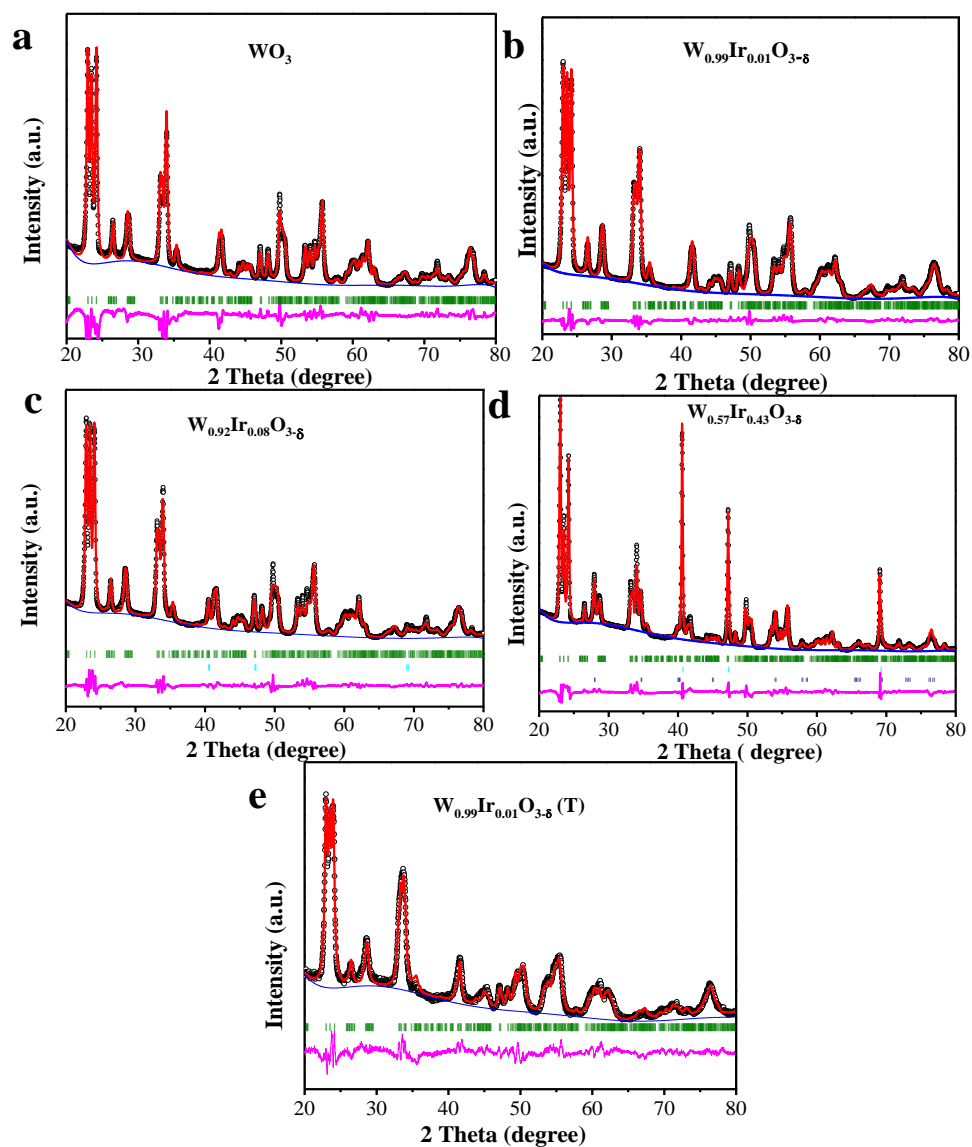 a
WO₃
Intensity (a.u.)
20 30 40 50 60 70 80
2 Theta (degree)
b
W₀.₉₉Ir₀.₀₁O₃₋δ
Intensity (a.u.)
20 30 40 50 60 70 80
2 Theta (degree)
c
W₀.₉₂Ir₀.₀₈O₃₋δ
Intensity (a.u.)
20 30 40 50 60 70 80
2 Theta (degree)
d
W₀.₅₇Ir₀.₄₃O₃₋δ
Intensity (a.u.)
20 30 40 50 60 70 80
2 Theta ( degree)
e
W₀.₉₉Ir₀.₀₁O₃₋δ (T)
Intensity (a.u.)
20 30 40 50 60 70 80
2 Theta (degree)